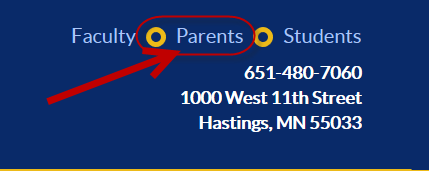 Faculty Parents Students
651-480-7060
1000 West 11th Street
Hastings, MN 55033